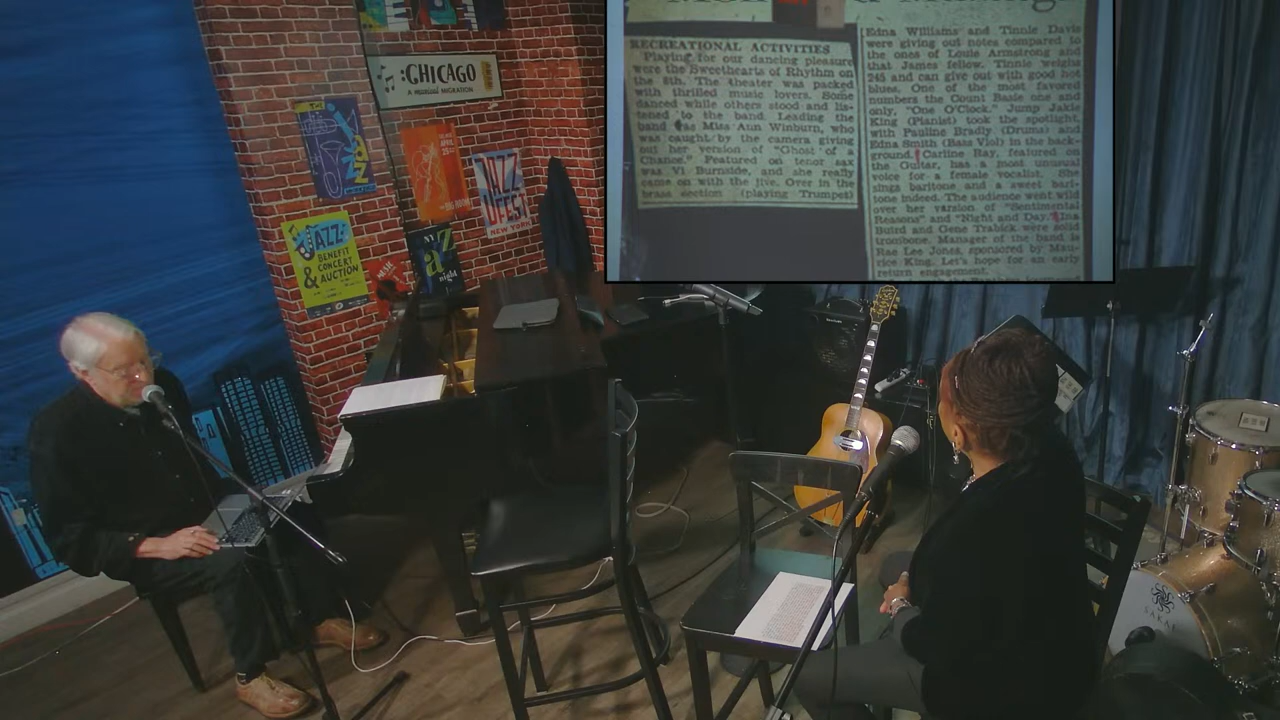 RECREATIONAL ACTIVITIES
Playing for our dancing pleasure
were the Sweethearts of Rhythm on
the 8th. The theater was packed
with thrilled music lovers. Some
danced while others stood and lis-
tened to the band. Leading the
band was Miss Ann Winburn, who
was caught by the camera giving
out her version of "Ghost of a
Chance." Featured on tenor sax
was Vi Burnside, and she really
came on with the jive. Over in the
brass section (playing Trumpet)
Edna Williams and Tinnie Davis
were giving out notes compared to
the ones of Louie Armstrong and
that James fellow. Tinnie weighs
245 and can give out with good hot
blues. One of the most favored
numbers the Count Basie one and
only, "One O'Clock." Jump Jakie
King (Pianist) took the spotlight,
with Pauline Bradly (Drums) and
Edna Smith (Bass Viol) in the back-
ground. Carline Ray, featured on
the Guitar, has a most unusual
voice for a female vocalist. She
sings baritone and a sweet bari-
tone indeed. The audience went wild
over her version of "Sentimental
Reasons" and "Night and Day." Ina
Baird and Gene Trabick were solid
trombone. Manager of the band is
Rae Lee Jones, sponsored by Mau-
rice King. Let's hope for an early
return engagement.
:CHICAGO
A musical MIGRATION
JAZZ
JAZZ
FEST
NEW YORK
JAZZ
BENEFIT
CONCERT
&
AUCTION
JAZZ
night
SAKAE